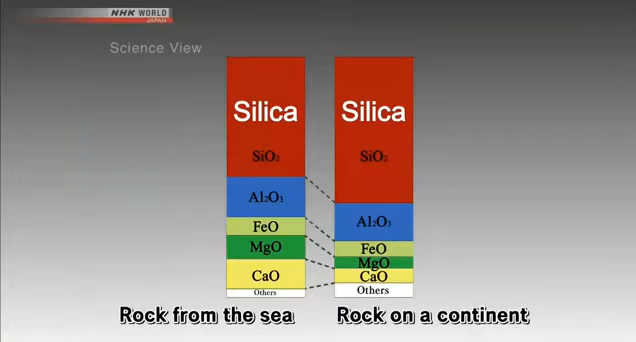 NHK WORLD
JAPAN
Science View
Silica
SiO₂
Al₂O₃
FeO
MgO
CaO
Others
Rock from the sea
Silica
SiO₂
Al₂O₃
FeO
MgO
CaO
Others
Rock on a continent